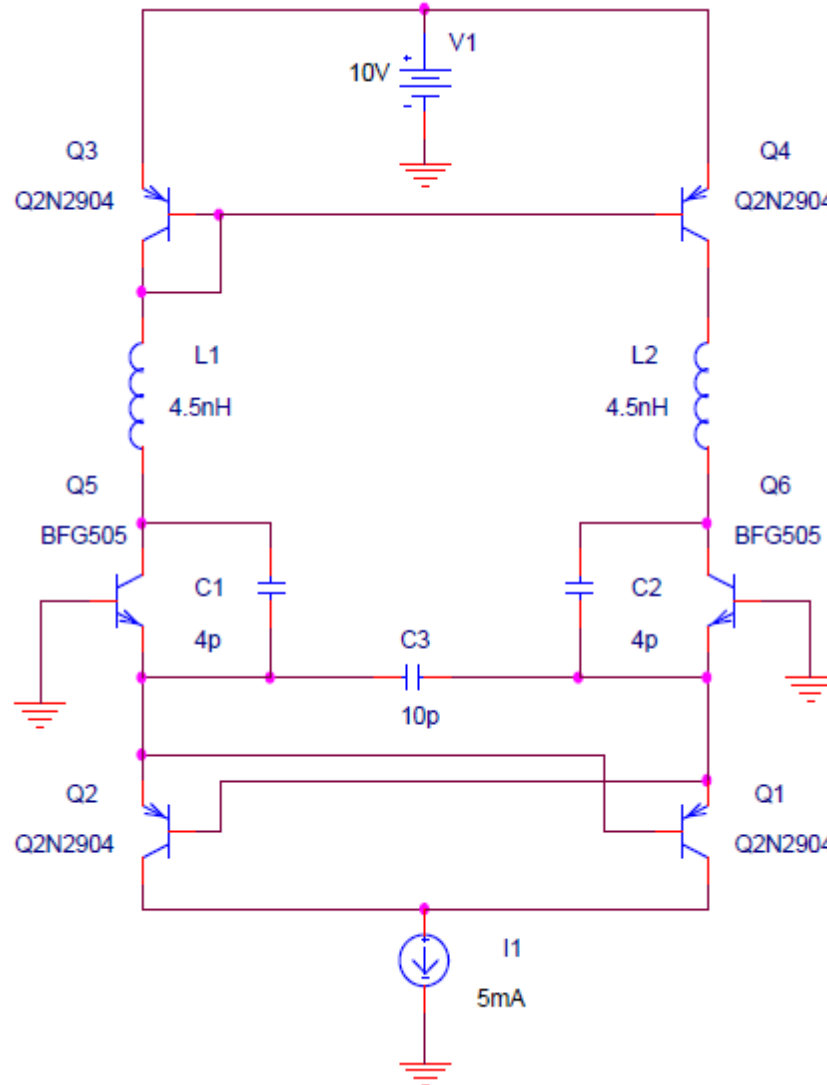 V1
10V
Q3
Q4
Q2N2904
Q2N2904
L1
L2
4.5nH
4.5nH
Q5
Q6
BFG505
BFG505
C1
C2
C3
4p
4p
10p
Q2
Q1
Q2N2904
Q2N2904
I1
5mA